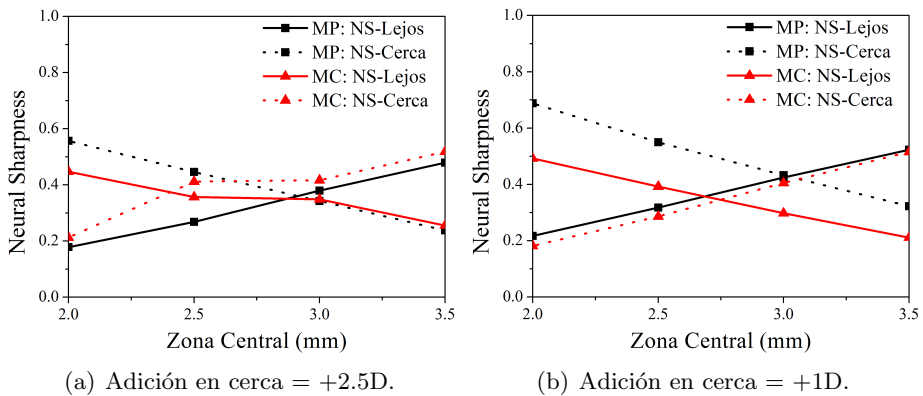 1.0
0.8
0.6
0.4
0.2
0.0
Neural Sharpness
MP: NS-Lejos
MP: NS-Cerca
MC: NS-Lejos
MC: NS-Cerca
2.0 2.5 3.0 3.5
Zona Central (mm)
(a) Adición en cerca = +2.5D.
1.0
0.8
0.6
0.4
0.2
0.0
Neural Sharpness
MP: NS-Lejos
MP: NS-Cerca
MC: NS-Lejos
MC: NS-Cerca
2.0 2.5 3.0 3.5
Zona Central (mm)
(b) Adición en cerca = +1D.